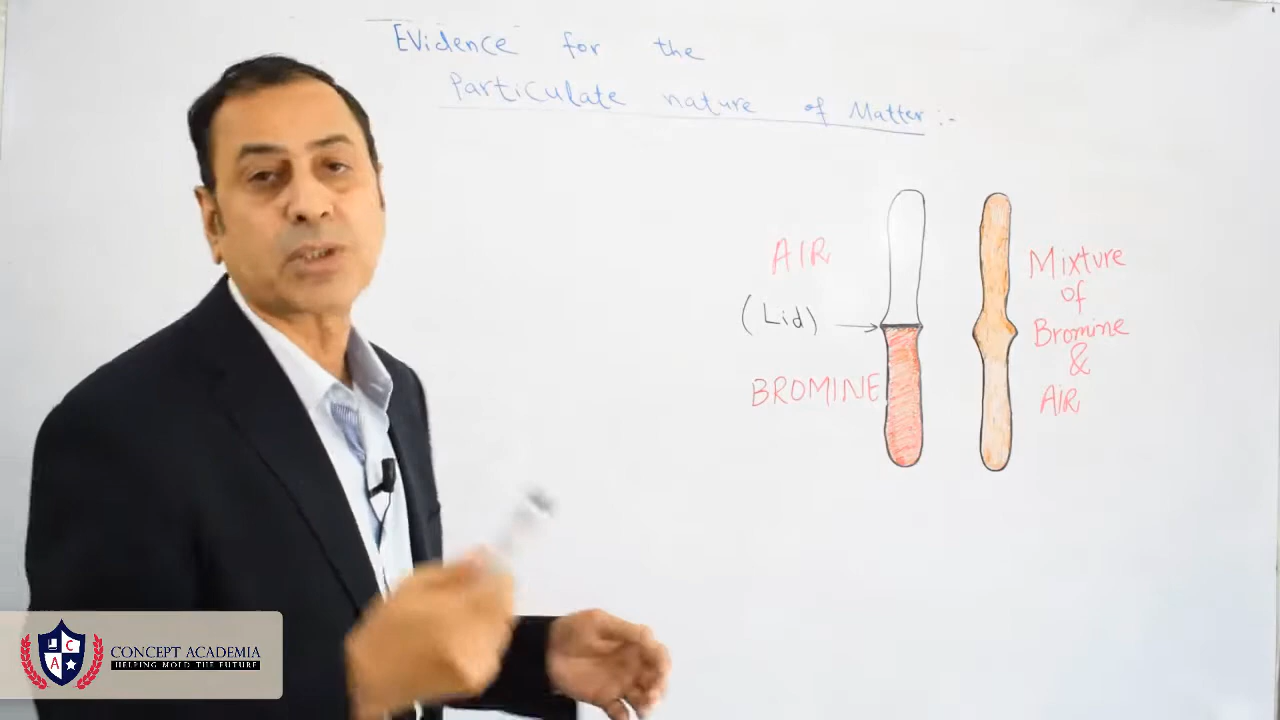 Evidence for the
Particulate nature of Matter:-
AIR
(Lid)
BROMINE
Mixture
of
Bromine
&
AIR
C
A
CONCEPT ACADEMIA
HELPING MOLD THE FUTURE